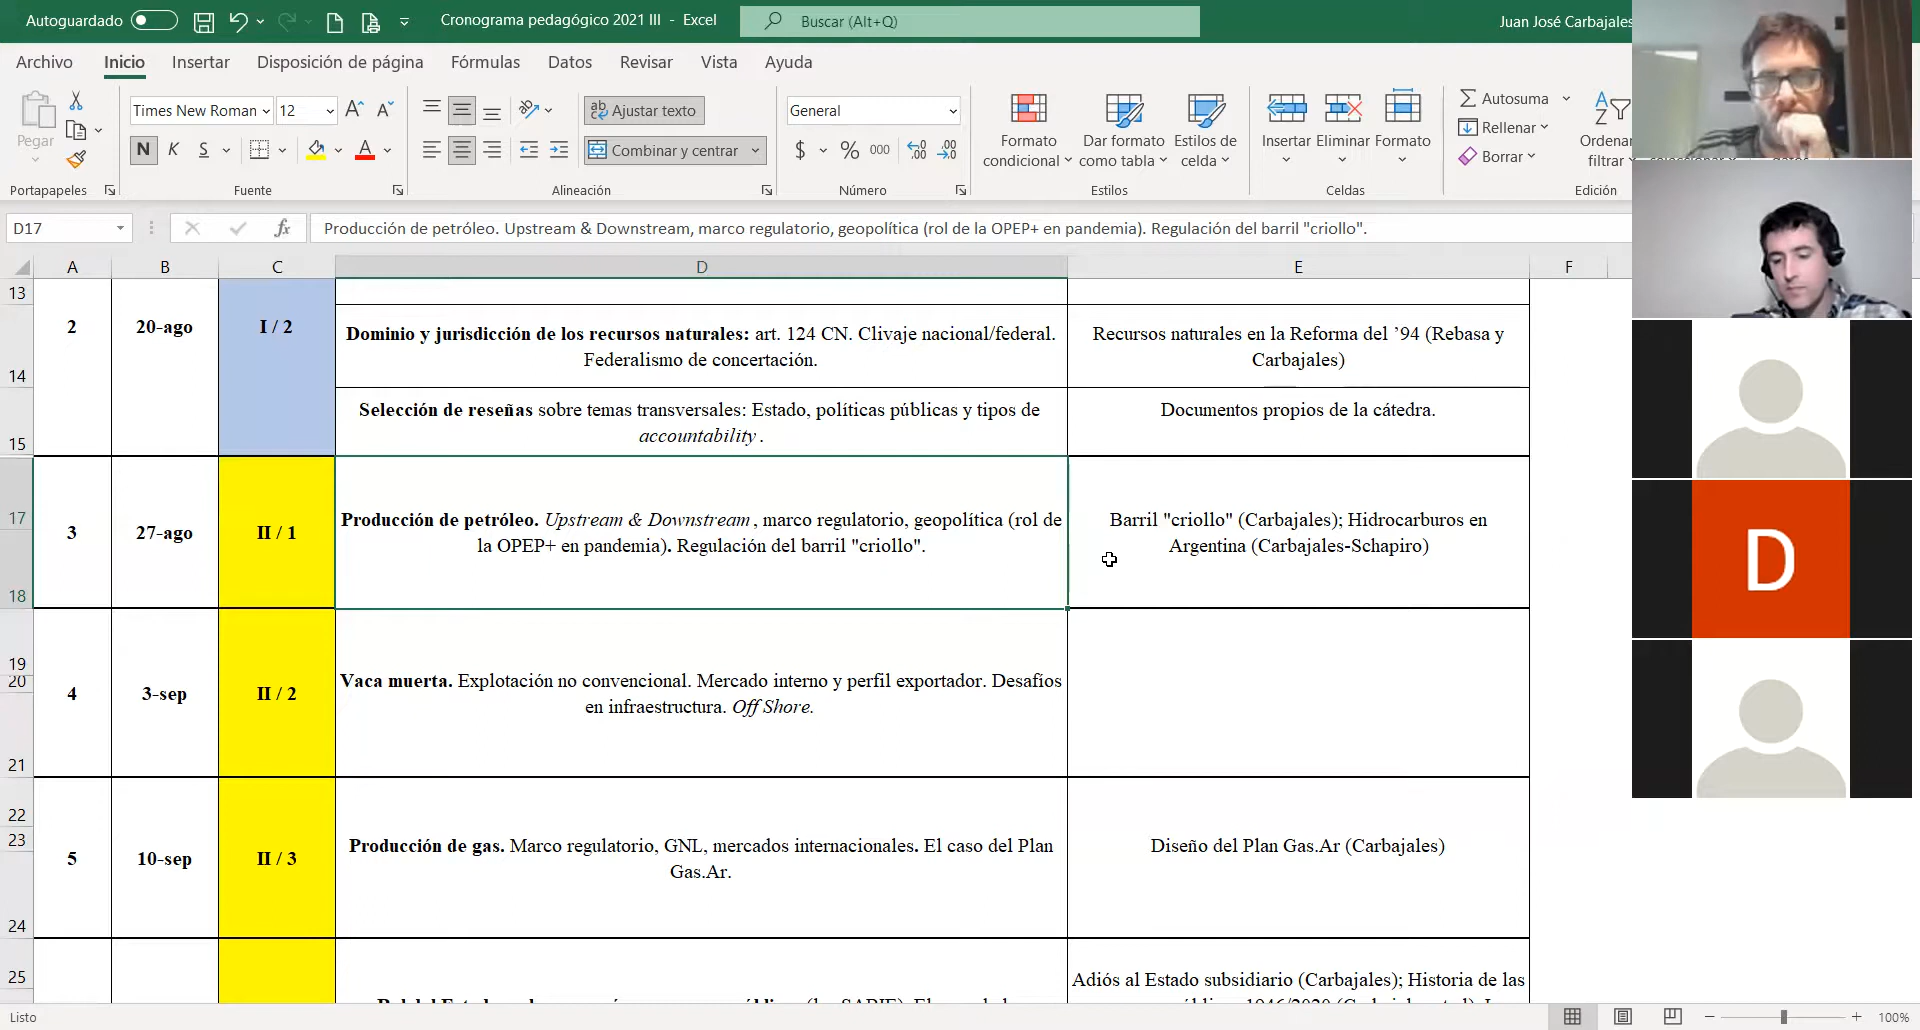 Autoguardado
Cronograma pedagógico 2021 III - Excel
Buscar (Alt+Q)
Juan José Carbajales
Archivo Inicio Insertar Disposición de página Fórmulas Datos Revisar Vista Ayuda
Pegar
Portapapeles
Times New Roman 12
N K S
Fuente
Ajustar texto
Combinar y centrar
Alineación
General
$ % 000
Número
Formato condicional
Dar formato como tabla
Estilos de celda
Estilos
Insertar Eliminar Formato
Celdas
Autosuma
Rellenar
Borrar
Ordenar
filtrar
Edición
D17
fx
Producción de petróleo. Upstream & Downstream, marco regulatorio, geopolítica (rol de la OPEP+ en pandemia). Regulación del barril "criollo".
A B C D E F
13
2 20-ago I / 2
14
Dominio y jurisdicción de los recursos naturales: art. 124 CN. Clivaje nacional/federal.
Federalismo de concertación.
Recursos naturales en la Reforma del ’94 (Rebasa y
Carbajales)
15
Selección de reseñas sobre temas transversales: Estado, políticas públicas y tipos de
accountability .
Documentos propios de la cátedra.
17
18
3 27-ago II / 1
Producción de petróleo. Upstream & Downstream , marco regulatorio, geopolítica (rol de
la OPEP+ en pandemia). Regulación del barril "criollo".
Barril "criollo" (Carbajales); Hidrocarburos en
Argentina (Carbajales-Schapiro)
19
20
21
4 3-sep II / 2
Vaca muerta. Explotación no convencional. Mercado interno y perfil exportador. Desafíos
en infraestructura. Off Shore.
22
23
24
5 10-sep II / 3
Producción de gas. Marco regulatorio, GNL, mercados internacionales. El caso del Plan
Gas.Ar.
Diseño del Plan Gas.Ar (Carbajales)
25
Adiós al Estado subsidiario (Carbajales); Historia de las
D
Listo
100%